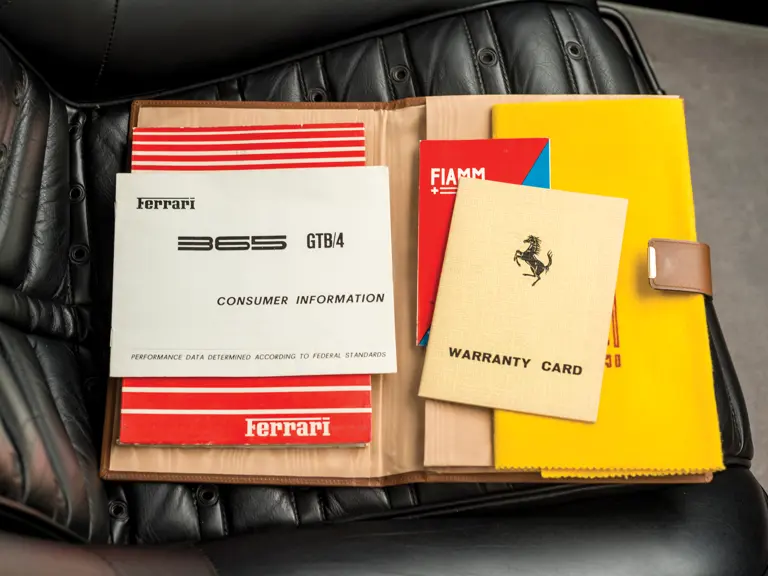 Ferrari
365 GTB/4
CONSUMER INFORMATION
PERFORMANCE DATA DETERMINED ACCORDING TO FEDERAL STANDARDS
Ferrari
FIAMM
WARRANTY CARD